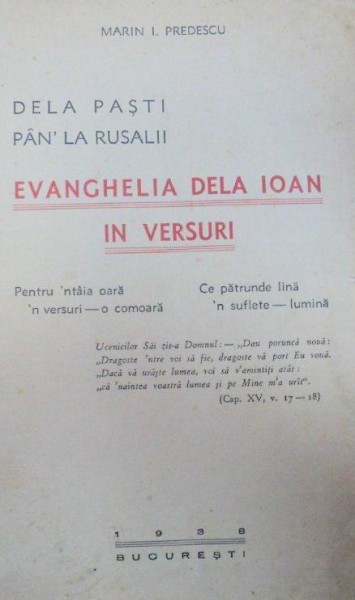 MARIN I. PREDESCU
DELA PAȘTI
PÂN' LA RUSALII
EVANGHELIA DELA IOAN
IN VERSURI
Pentru 'ntâia oară
'n versuri — o comoară
Ce pătrunde lină
'n suflete — lumină
Ucenicilor Săi zis-a Domnul: — „Dau poruncă nouă:
„Dragoste 'ntre voi să fie, dragoste vă port Eu vouă.
„Dacă vă urăște lumea, voi să v'amintiți atât:
„că 'naintea voastră lumea și pe Mine m'a urît".
(Cap. XV, v. 17 — 18)
1936
BUCUREȘTI